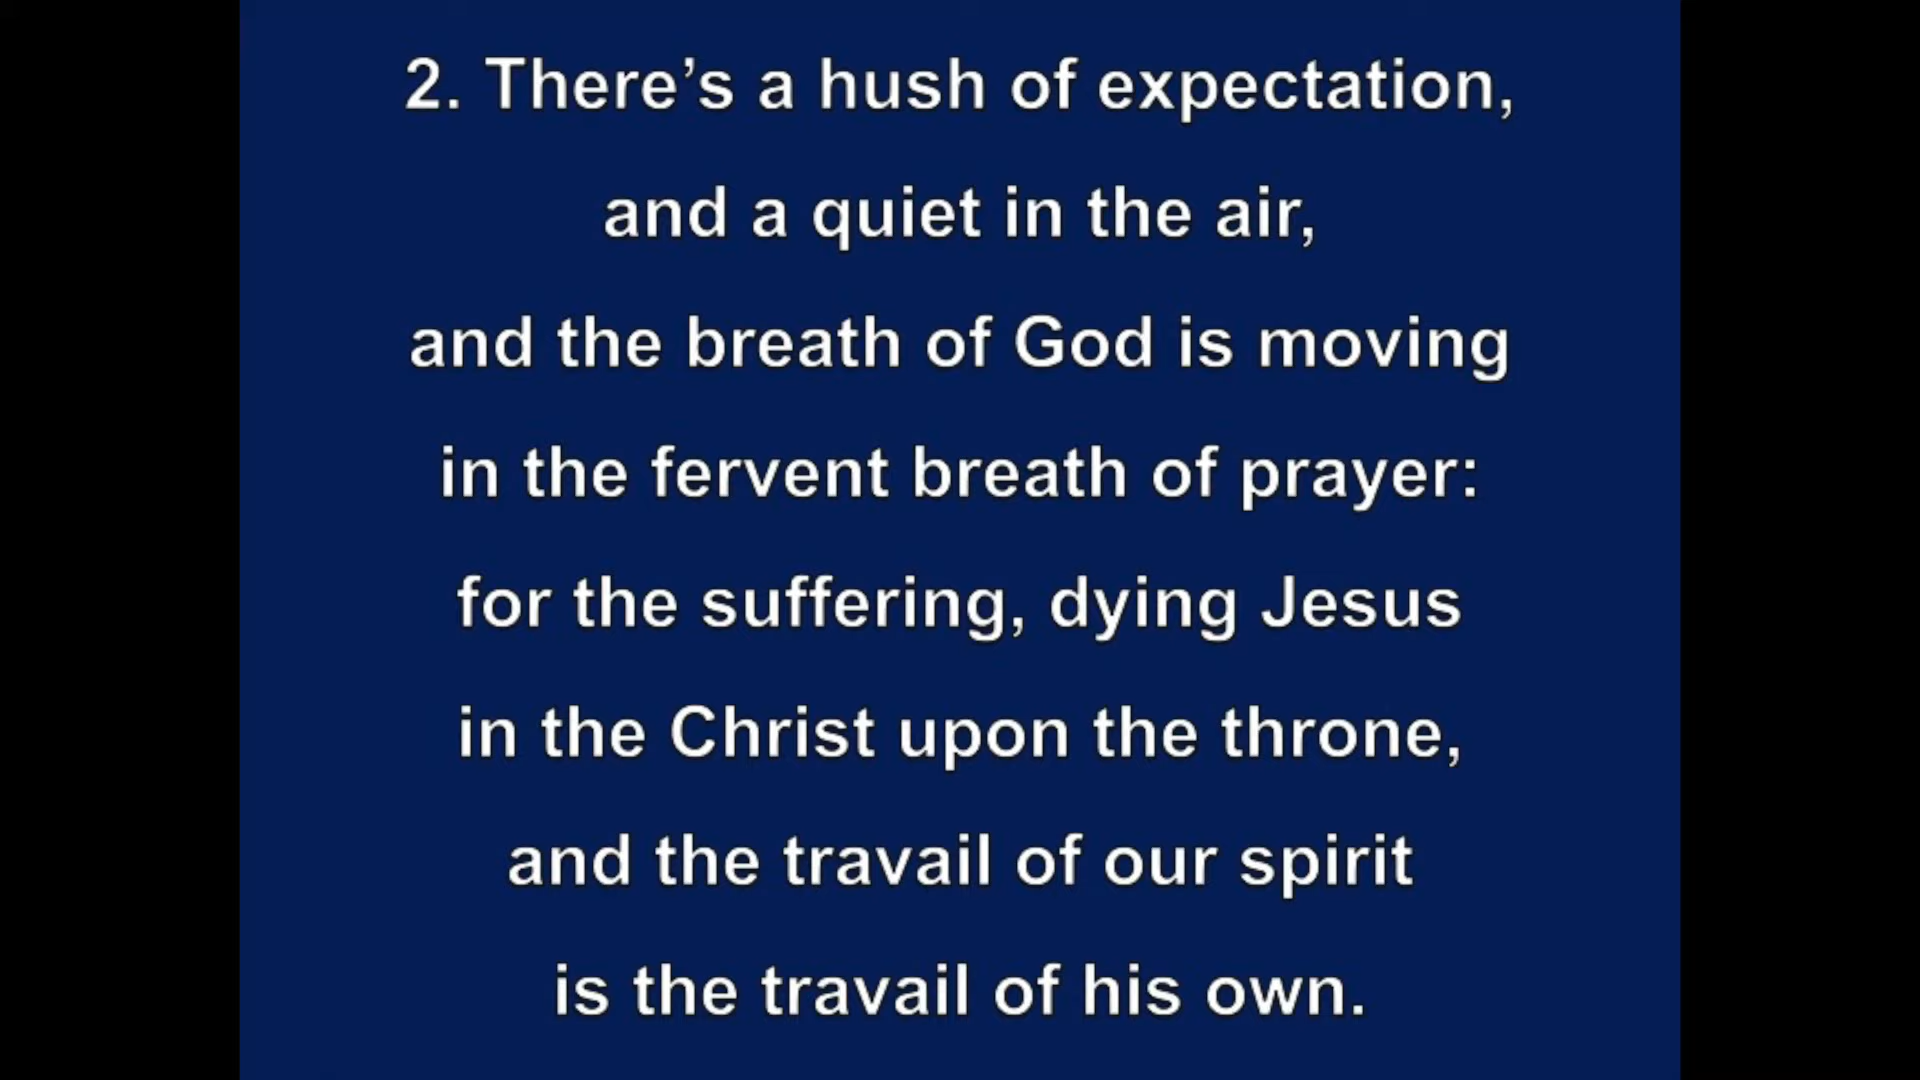 2. There’s a hush of expectation,
and a quiet in the air,
and the breath of God is moving
in the fervent breath of prayer:
for the suffering, dying Jesus
in the Christ upon the throne,
and the travail of our spirit
is the travail of his own.